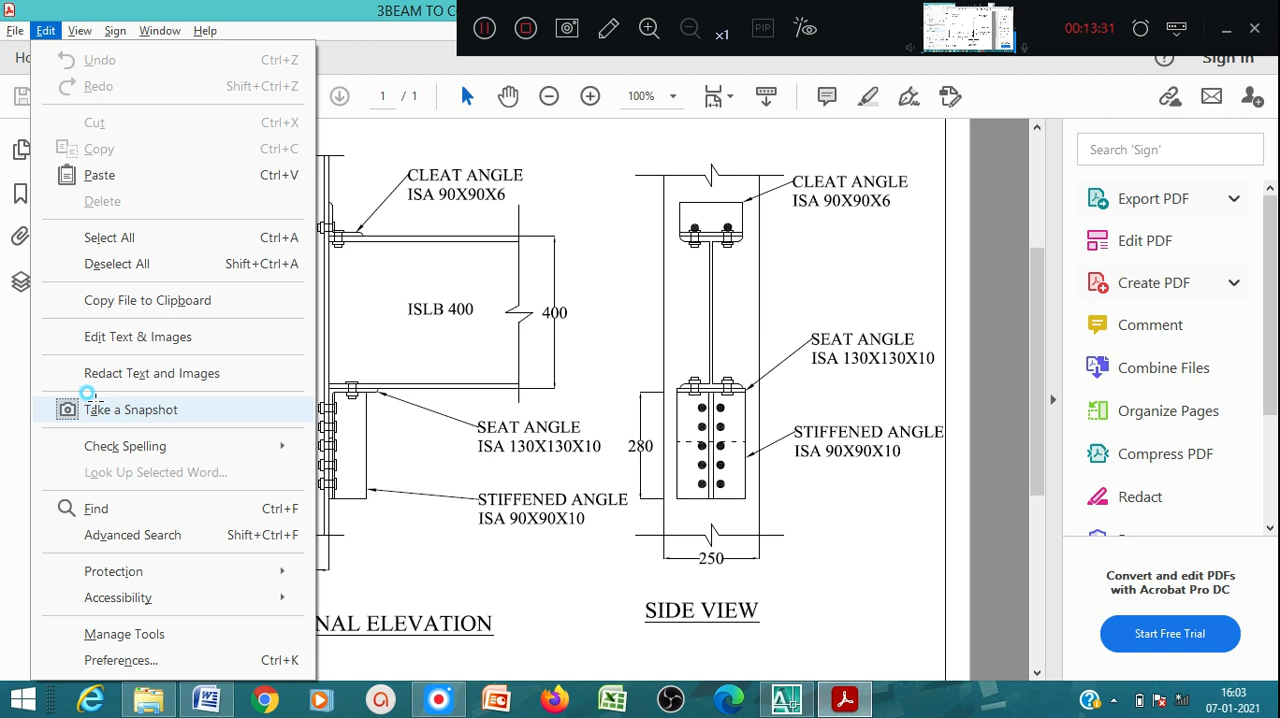 3BEAM TO C
File Edit View Sign Window Help
x1
PIP
00:13:31
Ho
Sign In
1 / 1
100%
Undo Ctrl+Z
Redo Shift+Ctrl+Z
Cut Ctrl+X
Copy Ctrl+C
Paste Ctrl+V
Delete
Select All Ctrl+A
Deselect All Shift+Ctrl+A
Copy File to Clipboard
Edit Text & Images
Redact Text and Images
Take a Snapshot
Check Spelling
Look Up Selected Word...
Find Ctrl+F
Advanced Search Shift+Ctrl+F
Protection
Accessibility
Manage Tools
Preferences... Ctrl+K
CLEAT ANGLE
ISA 90X90X6
ISLB 400
400
SEAT ANGLE
ISA 130X130X10
STIFFENED ANGLE
ISA 90X90X10
NAL ELEVATION
CLEAT ANGLE
ISA 90X90X6
SEAT ANGLE
ISA 130X130X10
280
STIFFENED ANGLE
ISA 90X90X10
250
SIDE VIEW
Search 'Sign'
Export PDF
Edit PDF
Create PDF
Comment
Combine Files
Organize Pages
Compress PDF
Redact
Convert and edit PDFs
with Acrobat Pro DC
Start Free Trial
16:03
07-01-2021